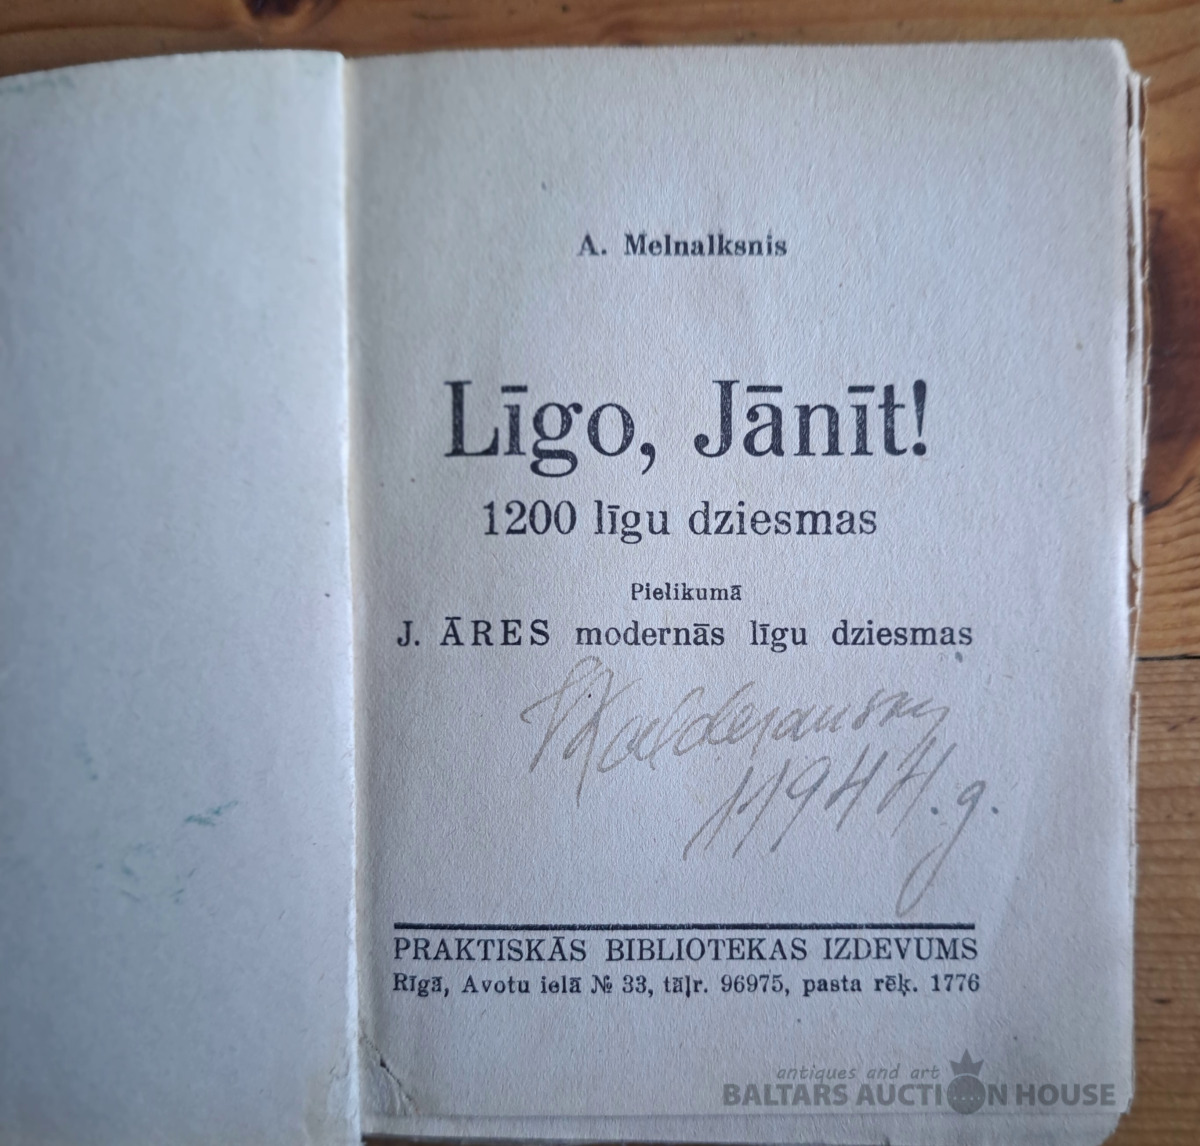 A. Melnalksnis
Līgo, Jānīt!
1200 līgu dziesmas
Pielikumā
J. ĀRES modernās līgu dziesmas
1944. g.
PRAKTISKĀS BIBLIOTEKAS IZDEVUMS
Rīgā, Avotu ielā № 33, tāļr. 96975, pasta rēķ. 1776
antiques and art
BALTARS AUCTION HOUSE